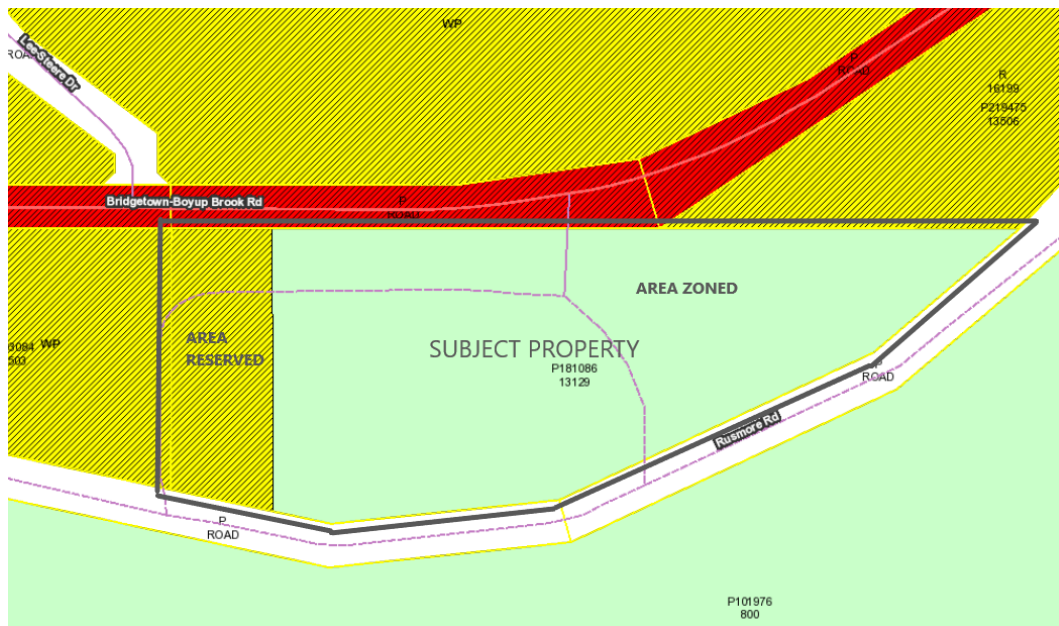 WP
Lee Steere Dr
ROA
P
ROAD
R
16199
P219475
13506
Bridgetown-Boyup Brook Rd
P
ROAD
AREA ZONED
AREA
RESERVED
SUBJECT PROPERTY
P181086
13129
WP
ROAD
Rusmore Rd
P
ROAD
P101976
800